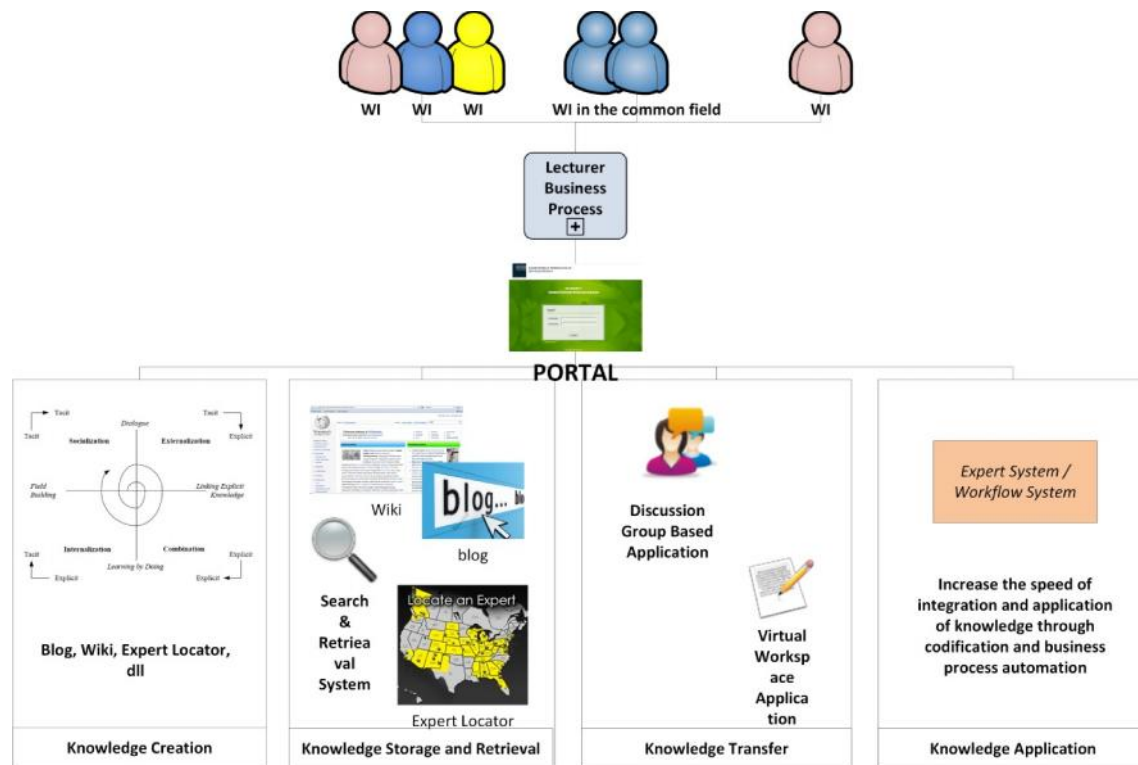 WI
WI
WI
WI in the common field
WI
Lecturer
Business
Process
PORTAL
Tacit
Tacit
Dialogue
Tacit
Explicit
Socialization
Externalization
Field
Building
Linking Explicit
Knowledge
Internalization
Combination
Tacit
Explicit
Learning by Doing
Explicit
Explicit
Blog, Wiki, Expert Locator,
dll
Knowledge Creation
Wiki
blog...
blog
Search
&
Retrie
val
System
Locate an Expert
Expert Locator
Knowledge Storage and Retrieval
Discussion
Group Based
Application
Virtual
Worksp
ace
Applica
tion
Knowledge Transfer
Expert System /
Workflow System
Increase the speed of
integration and application
of knowledge through
codification and business
process automation
Knowledge Application